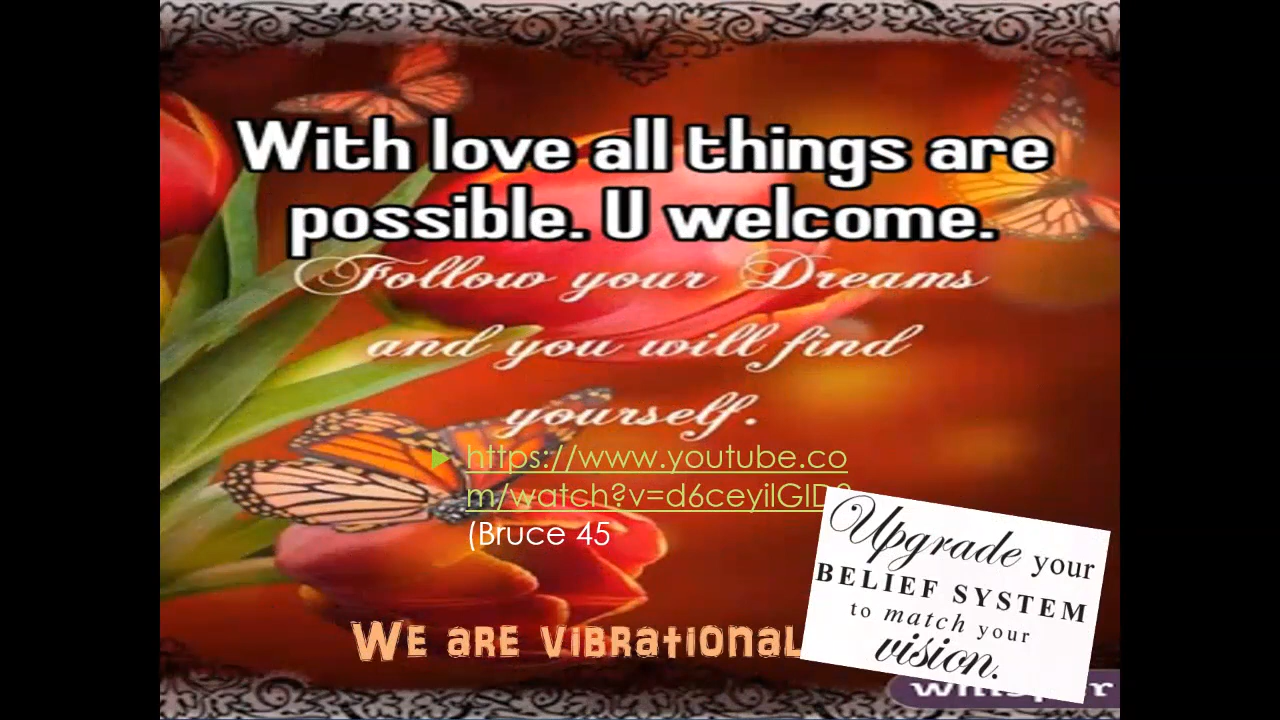 With love all things are
possible. U welcome.
Follow your Dreams
and you will find
yourself.
https://www.youtube.co
m/watch?v=d6ceyilGID
(Bruce 45
Upgrade your
BELIEF SYSTEM
to match your
vision.
WE ARE VIBRATIONAL